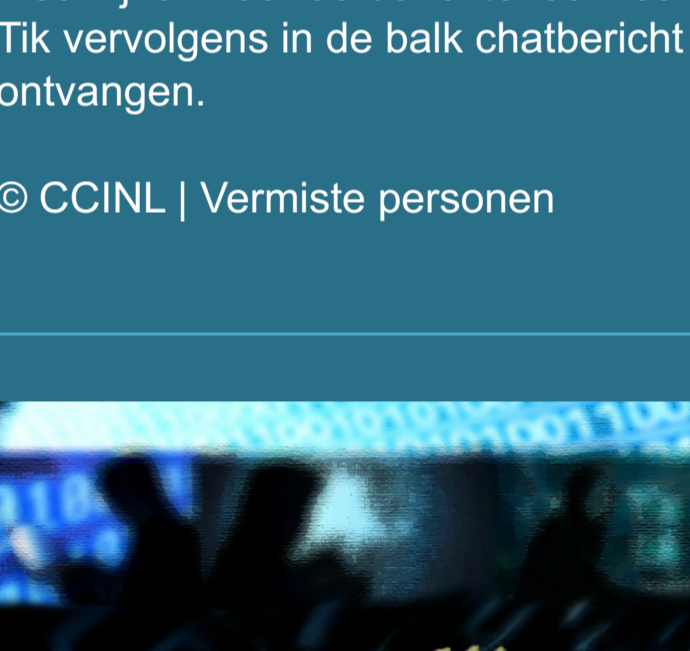 Tik vervolgens in de balk chatbericht
ontvangen.
© CCINL | Vermiste personen